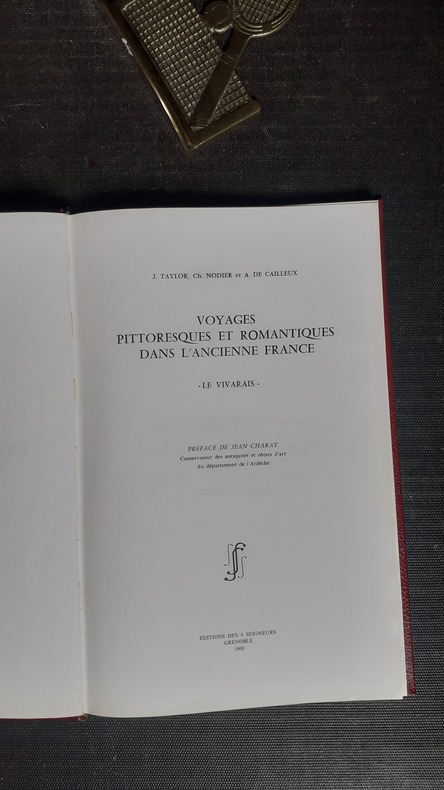 J. TAYLOR, Ch. NODIER et A. DE CAILLEUX
VOYAGES
PITTORESQUES ET ROMANTIQUES
DANS L'ANCIENNE FRANCE
- LE VIVARAIS -
PREFACE DE JEAN CHARAY.
Conservateur des antiquités et objets d'art
du département de l'Ardèche
ÉDITIONS DES 4 SEIGNEURS
GRENOBLE